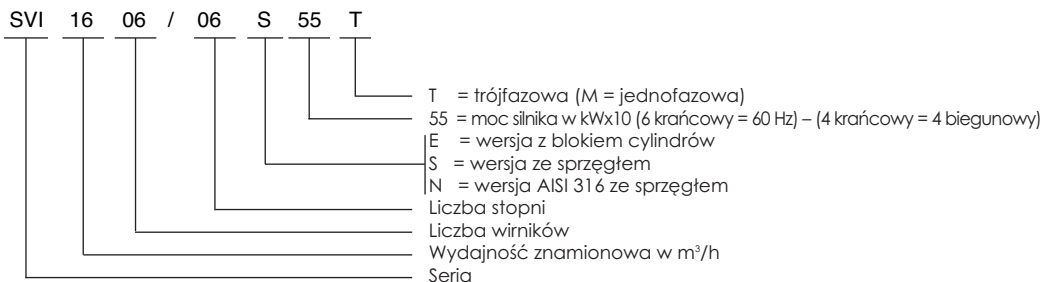 SVI 16 06 / 06 S 55 T
T = trójfazowa (M = jednofazowa)
55 = moc silnika w kWx10 (6 krańcowy = 60 Hz) – (4 krańcowy = 4 biegunowy)
E = wersja z blokiem cylindrów
S = wersja ze sprzęgłem
N = wersja AISI 316 ze sprzęgłem
Liczba stopni
Liczba wirników
Wydajność znamionowa w m³/h
Seria